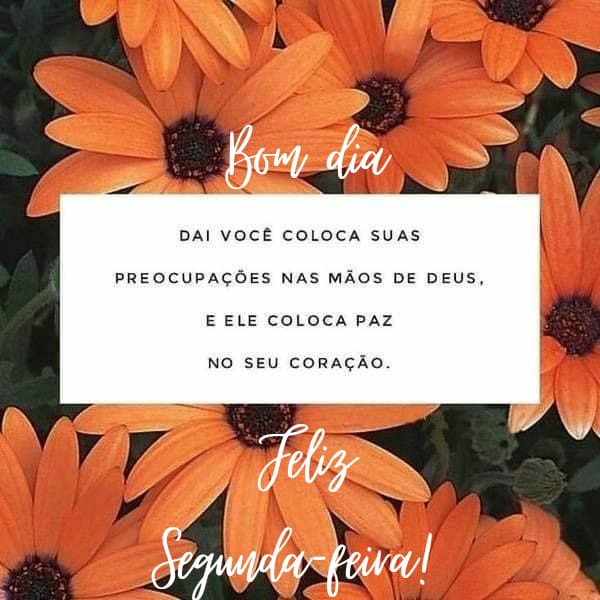 Bom dia
DAI VOCÊ COLOCA SUAS
PREOCUPAÇÕES NAS MÃOS DE DEUS,
E ELE COLOCA PAZ
NO SEU CORAÇÃO.
Feliz
Segunda-feira!